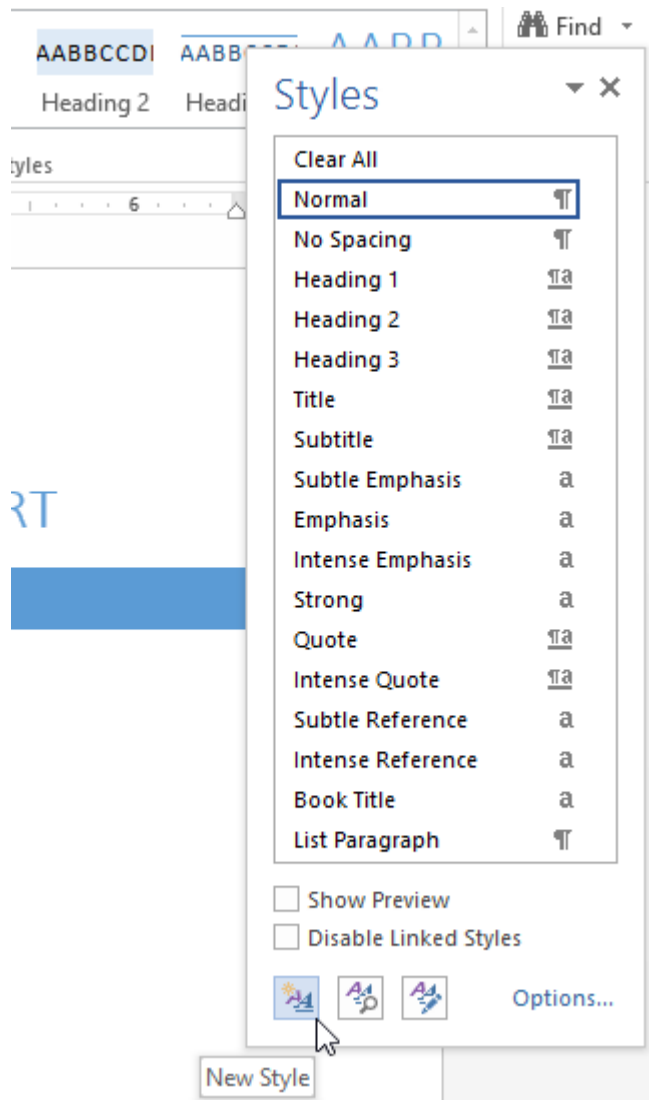 Find
AABBCCDI AABB
AABB
Heading 2 Headi
Styles
tyles
6
Clear All
Normal ¶
No Spacing ¶
Heading 1 ¶a
Heading 2 ¶a
Heading 3 ¶a
Title ¶a
Subtitle ¶a
Subtle Emphasis a
Emphasis a
Intense Emphasis a
Strong a
Quote ¶a
Intense Quote ¶a
Subtle Reference a
Intense Reference a
Book Title a
List Paragraph ¶
RT
Show Preview
Disable Linked Styles
Options...
New Style